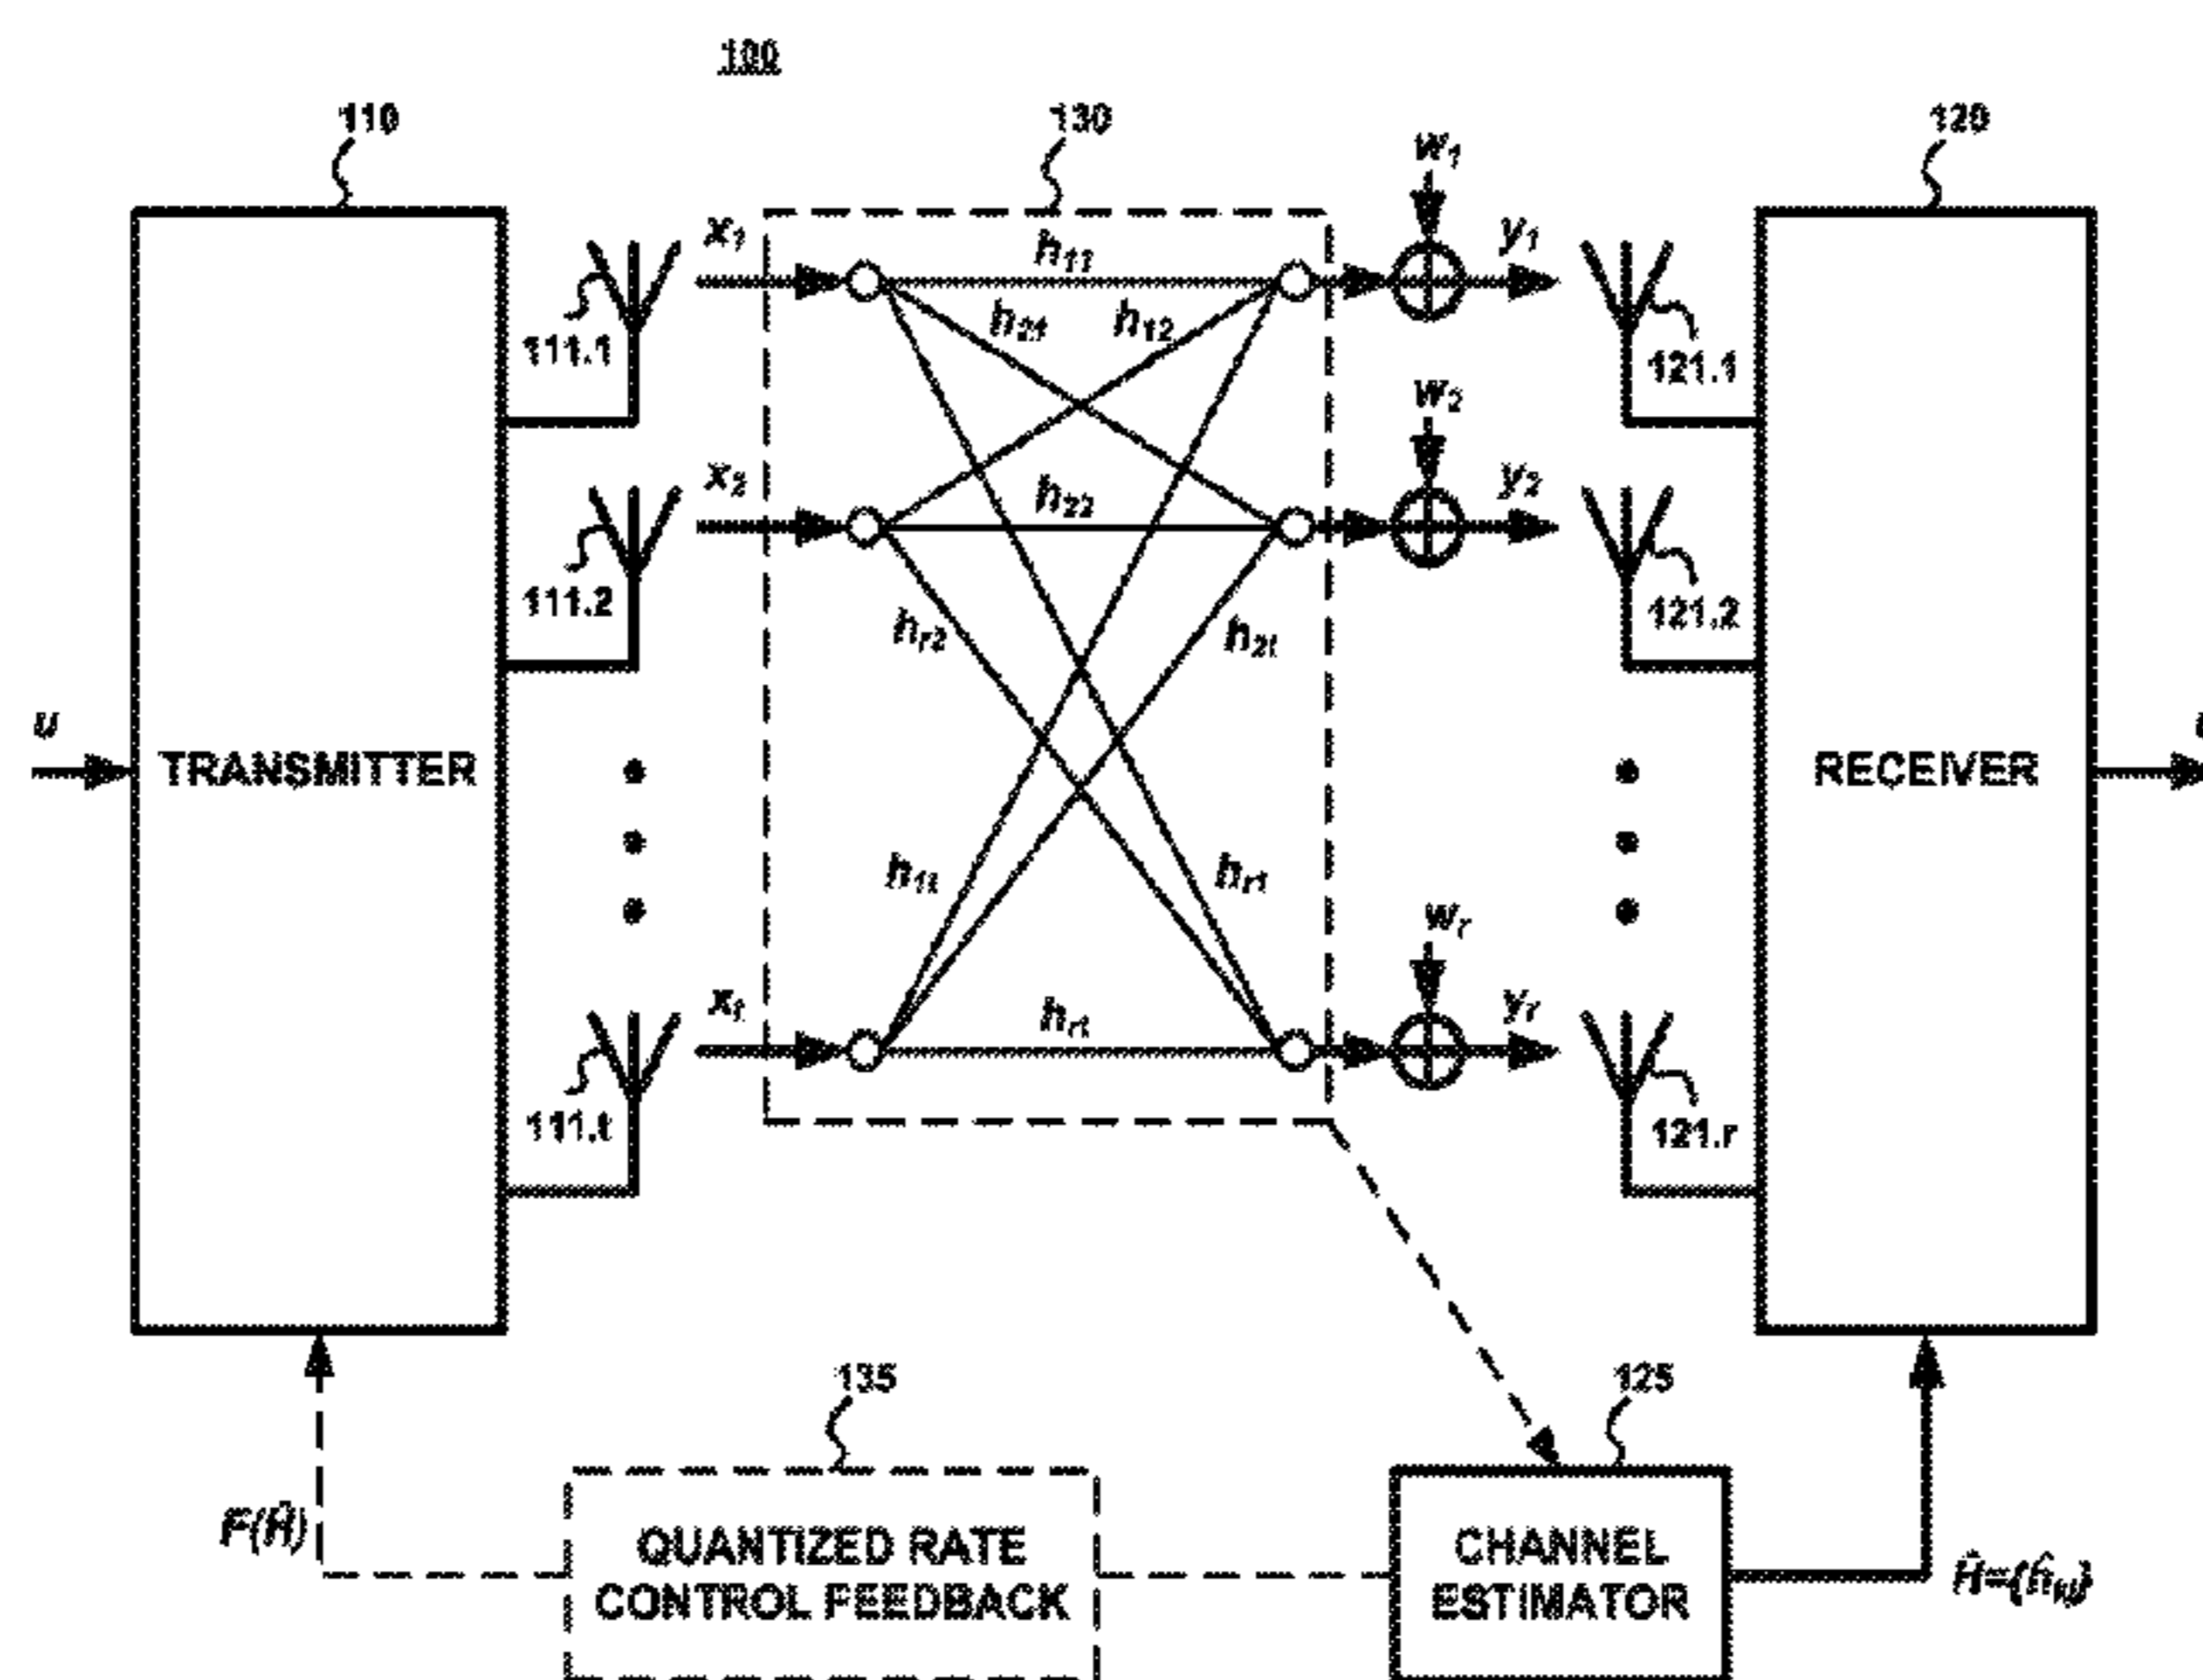 100
110
130
120
w₁
x₁
h₁₁
y₁
h₂₁
h₁₂
111.1
121.1
w₂
x₂
h₂₂
y₂
111.2
121.2
hᵣ₂
h₂ₜ
u
TRANSMITTER
RECEIVER
h₁ₜ
hᵣ₁
wᵣ
xₜ
hᵣₜ
yᵣ
111.t
121.r
135
125
F(Ĥ)
QUANTIZED RATE
CONTROL FEEDBACK
CHANNEL
ESTIMATOR